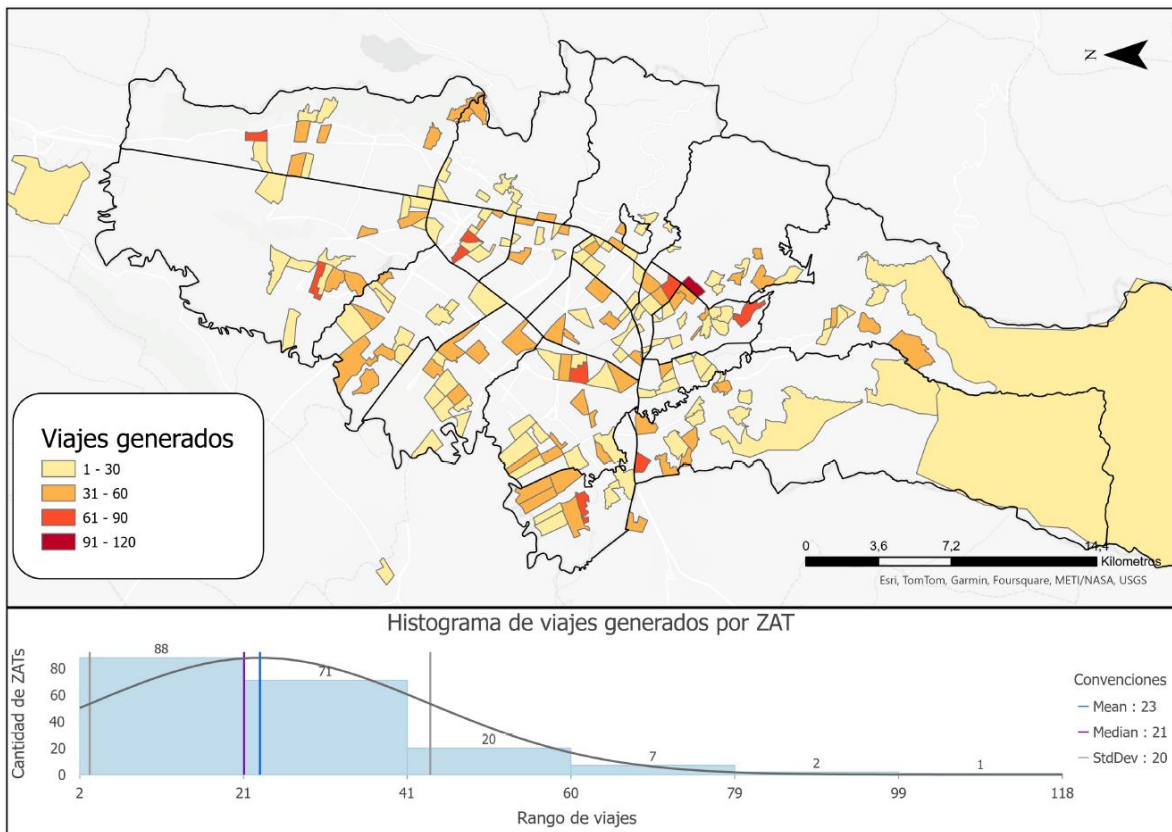 N
Viajes generados
1 - 30
31 - 60
61 - 90
91 - 120
0 3,6 7,2 14,4
Kilometros
Esri, TomTom, Garmin, Foursquare, METI/NASA, USGS
Histograma de viajes generados por ZAT
Cantidad de ZATs
80
60
40
20
0
88
71
20
7
2
1
2 21 41 60 79 99 118
Rango de viajes
Convenciones
Mean : 23
Median : 21
StdDev : 20